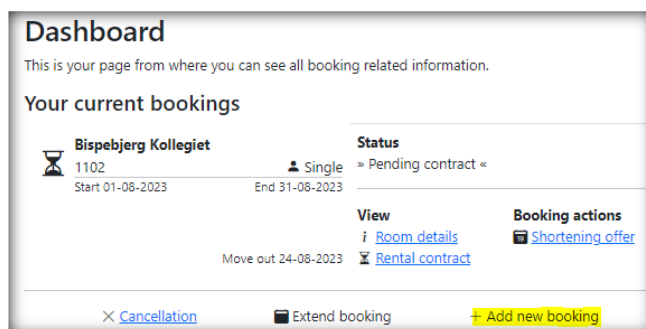 Dashboard
This is your page from where you can see all booking related information.
Your current bookings
Bispebjerg Kollegiet
1102 Single
Start 01-08-2023 End 31-08-2023
Move out 24-08-2023
Status
» Pending contract «
View
i Room details
Rental contract
Booking actions
Shortening offer
× Cancellation Extend booking + Add new booking